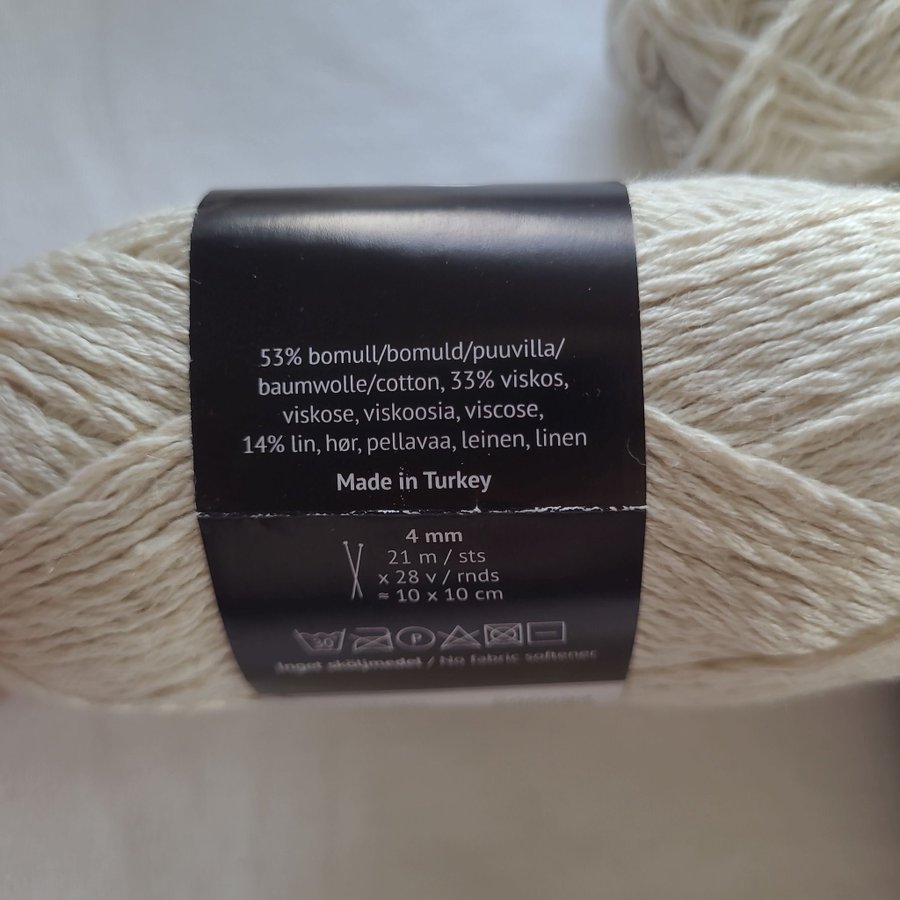 53% bomull/bomuld/puuvilla/
baumwolle/cotton, 33% viskos,
viskose, viskoosia, viscose,
14% lin, hør, pellavaa, leinen, linen
Made in Turkey
4 mm
21 m / sts
x 28 v / rnds
≈ 10 x 10 cm
30 P
Inget sköljmedel / No fabric softener